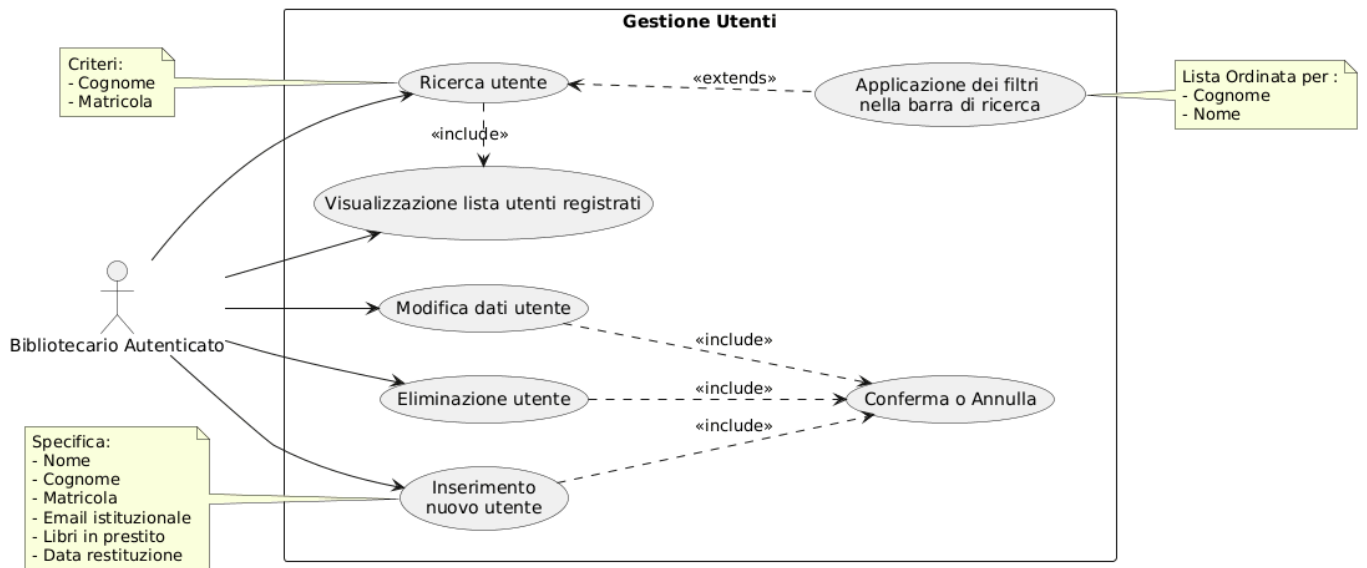 Gestione Utenti
Criteri:
- Cognome
- Matricola
Ricerca utente
«extends»
Applicazione dei filtri
nella barra di ricerca
Lista Ordinata per :
- Cognome
- Nome
«include»
Visualizzazione lista utenti registrati
Bibliotecario Autenticato
Modifica dati utente
«include»
Eliminazione utente
«include»
Conferma o Annulla
«include»
Specifica:
- Nome
- Cognome
- Matricola
- Email istituzionale
- Libri in prestito
- Data restituzione
Inserimento
nuovo utente